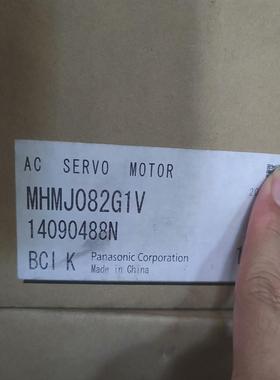 AC SERVO MOTOR
MHMJ082G1V
14090488N
BCI K Panasonic Corporation
Made in China